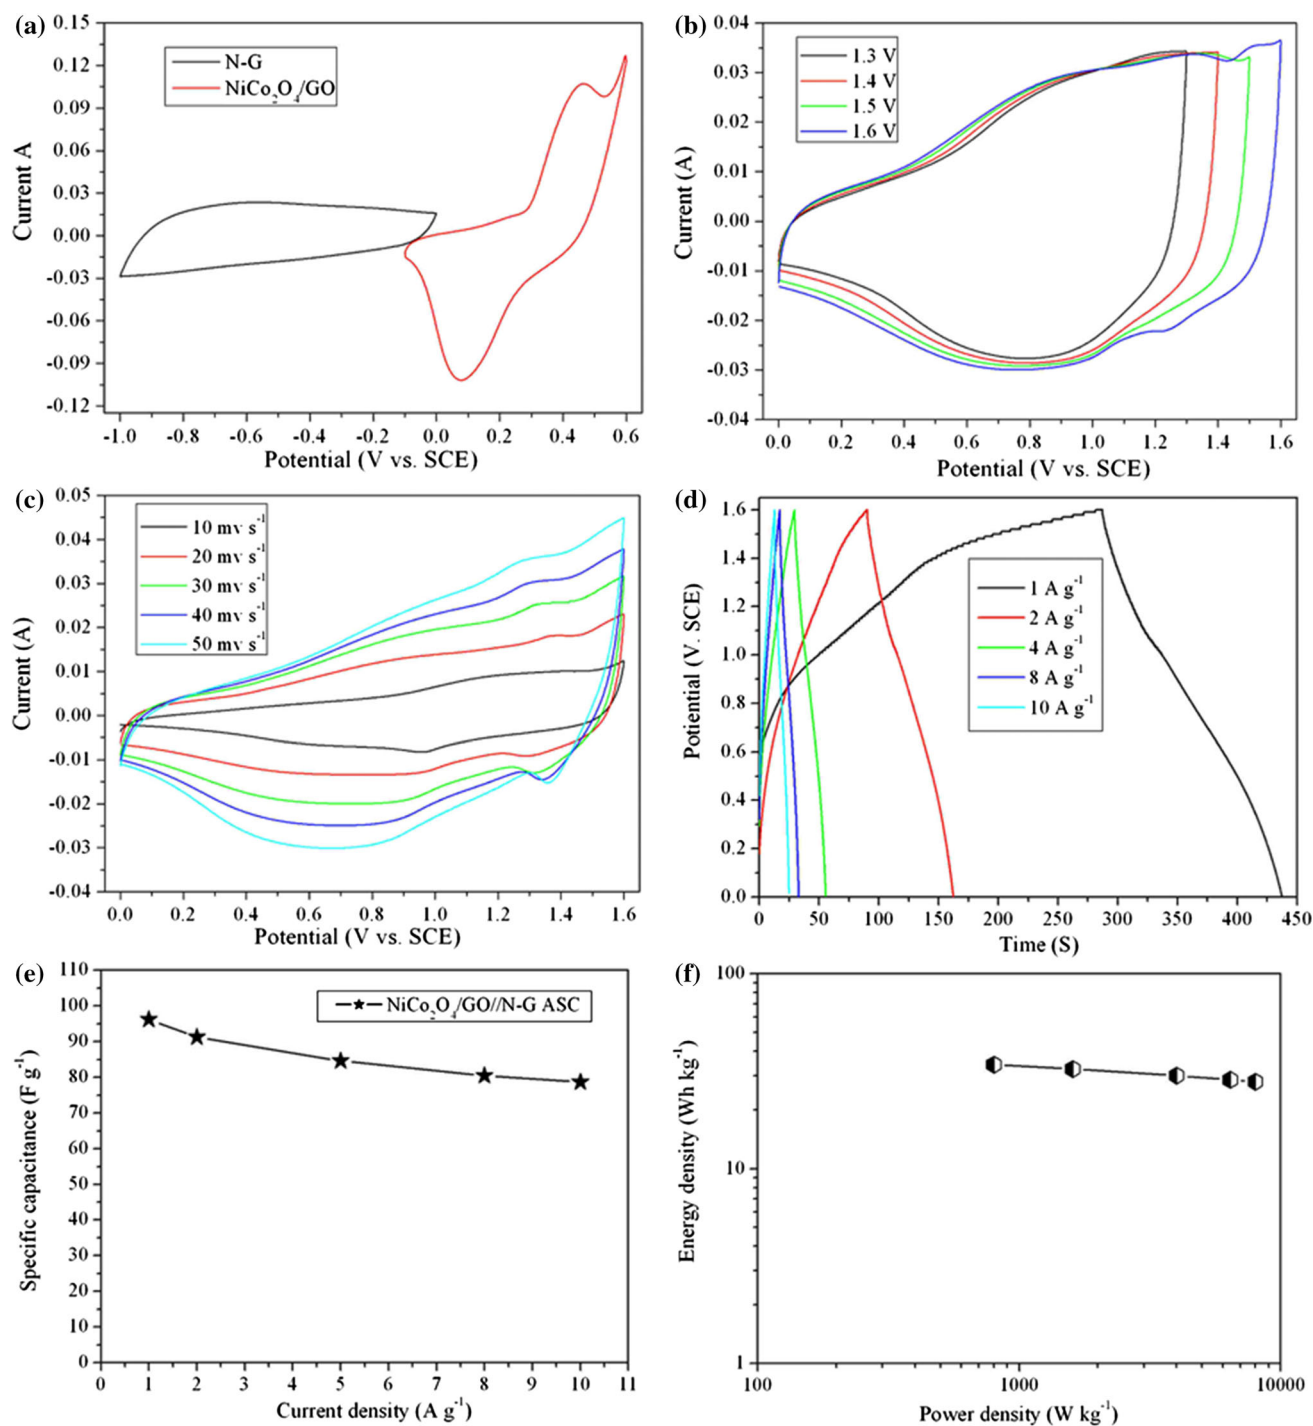 (a)
0.15
0.12
0.09
0.06
0.03
0.00
-0.03
-0.06
-0.09
-0.12
Current A
N-G
NiCo₂O₄/GO
-1.0 -0.8 -0.6 -0.4 -0.2 0.0 0.2 0.4 0.6
Potential (V vs. SCE)
(b)
0.04
0.03
0.02
0.01
0.00
-0.01
-0.02
-0.03
-0.04
Current (A)
1.3 V
1.4 V
1.5 V
1.6 V
0.0 0.2 0.4 0.6 0.8 1.0 1.2 1.4 1.6
Potential (V vs. SCE)
(c)
0.05
0.04
0.03
0.02
0.01
0.00
-0.01
-0.02
-0.03
-0.04
Current (A)
10 mv s⁻¹
20 mv s⁻¹
30 mv s⁻¹
40 mv s⁻¹
50 mv s⁻¹
0.0 0.2 0.4 0.6 0.8 1.0 1.2 1.4 1.6
Potential (V vs. SCE)
(d)
1.6
1.4
1.2
1.0
0.8
0.6
0.4
0.2
0.0
Potiential (V. SCE)
1 A g⁻¹
2 A g⁻¹
4 A g⁻¹
8 A g⁻¹
10 A g⁻¹
0 50 100 150 200 250 300 350 400 450
Time (S)
(e)
110
100
90
80
70
60
50
40
30
20
10
0
Specific capacitance (F g⁻¹)
NiCo₂O₄/GO//N-G ASC
0 1 2 3 4 5 6 7 8 9 10 11
Current density (A g⁻¹)
(f)
100
10
1
Energy density (Wh kg⁻¹)
100 1000 10000
Power density (W kg⁻¹)